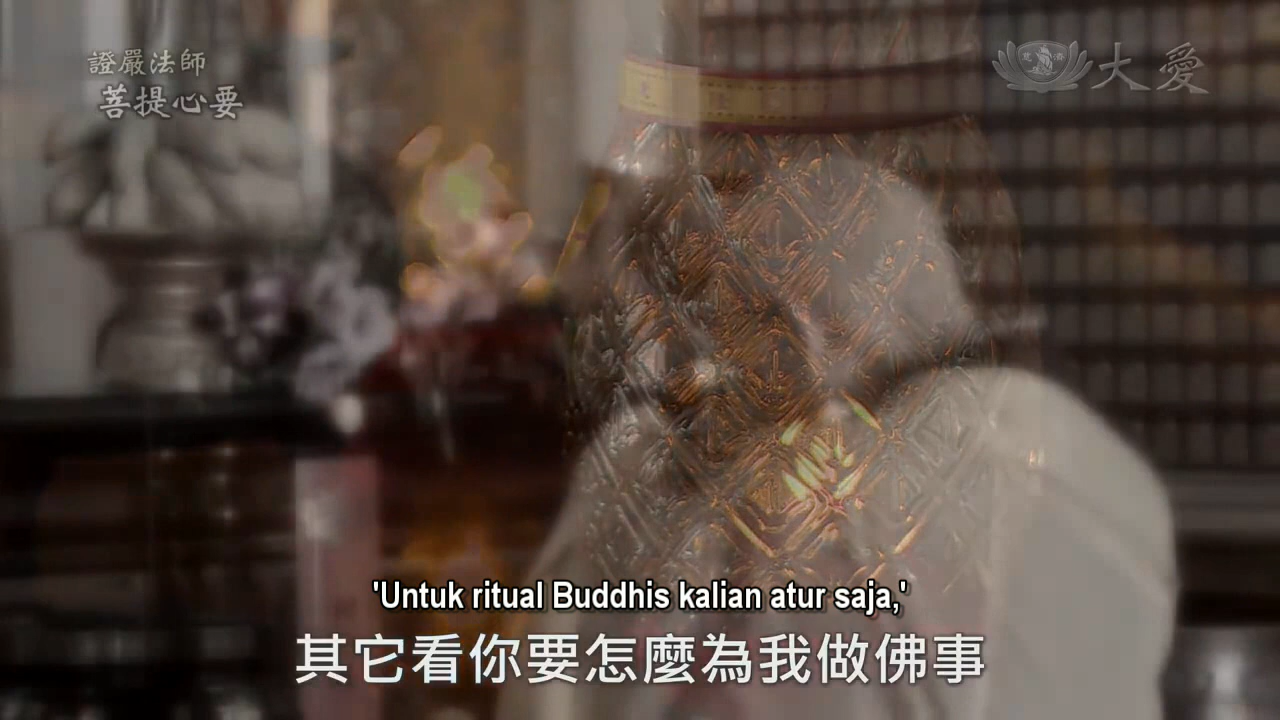 證嚴法師
菩提心要
大愛
'Untuk ritual Buddhis kalian atur saja,'
其它看你要怎麼為我做佛事